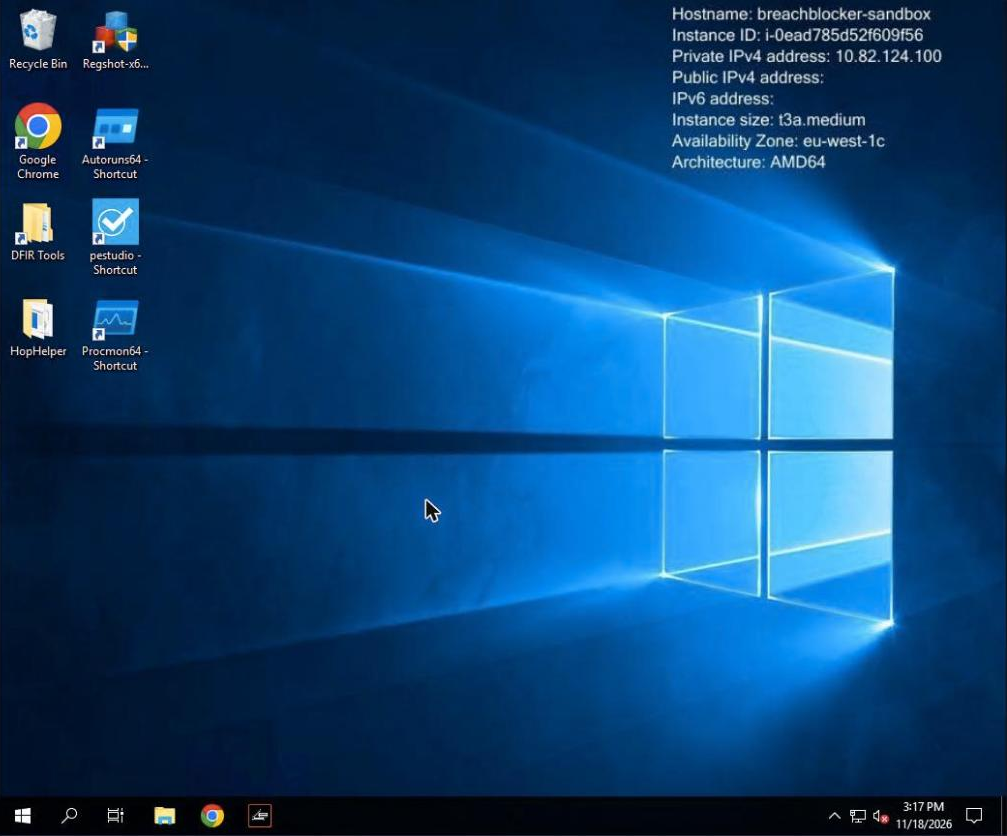 Hostname: breachblocker-sandbox
Instance ID: i-0ead785d52f609f56
Private IPv4 address: 10.82.124.100
Public IPv4 address:
IPv6 address:
Instance size: t3a.medium
Availability Zone: eu-west-1c
Architecture: AMD64
Recycle Bin
Regshot-x6...
Google
Chrome
Autoruns64 -
Shortcut
DFIR Tools
pestudio -
Shortcut
HopHelper
Procmon64 -
Shortcut
3:17 PM
11/18/2026